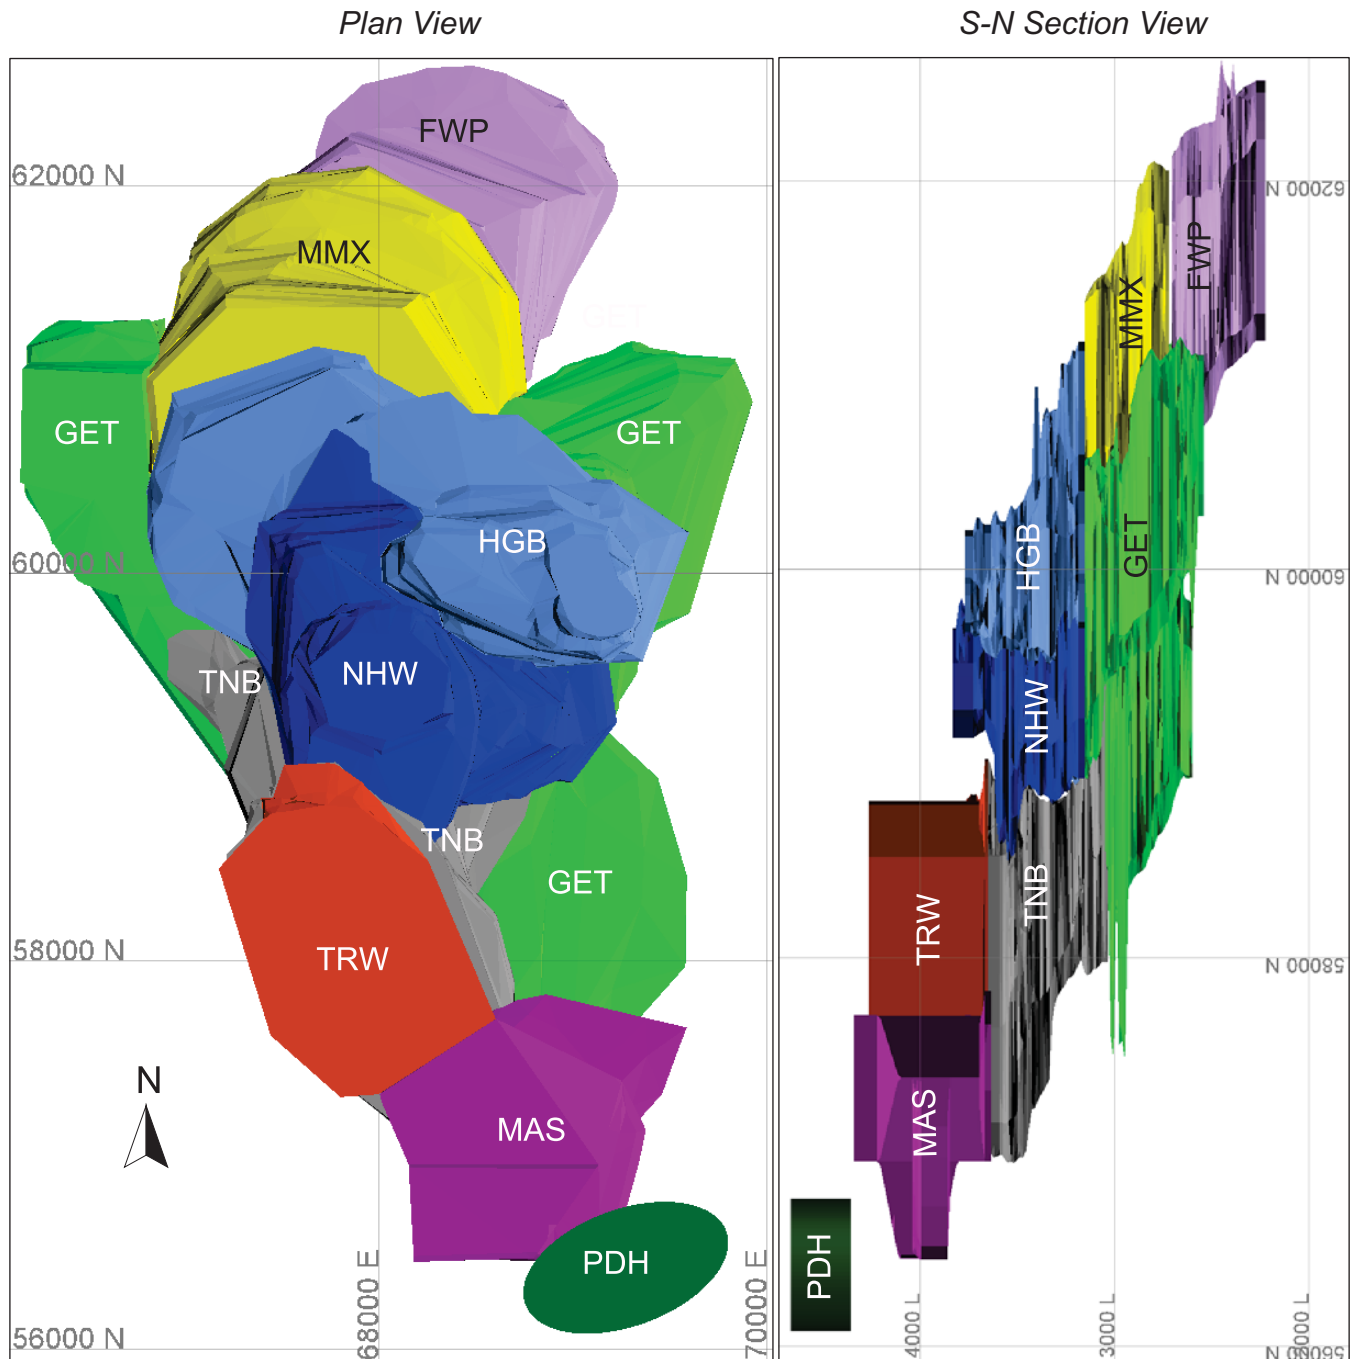 Plan View
S-N Section View
FWP
62000 N
MMX
GET
GET
GET
HGB
60000 N
TNB
NHW
TNB
GET
58000 N
TRW
N
MAS
PDH
56000 N
68000 E
70000 E
62000 N
FWP
MMX
HGB
GET
60000 N
NHW
TNB
TRW
58000 N
MAS
PDH
4000 L
3000 L